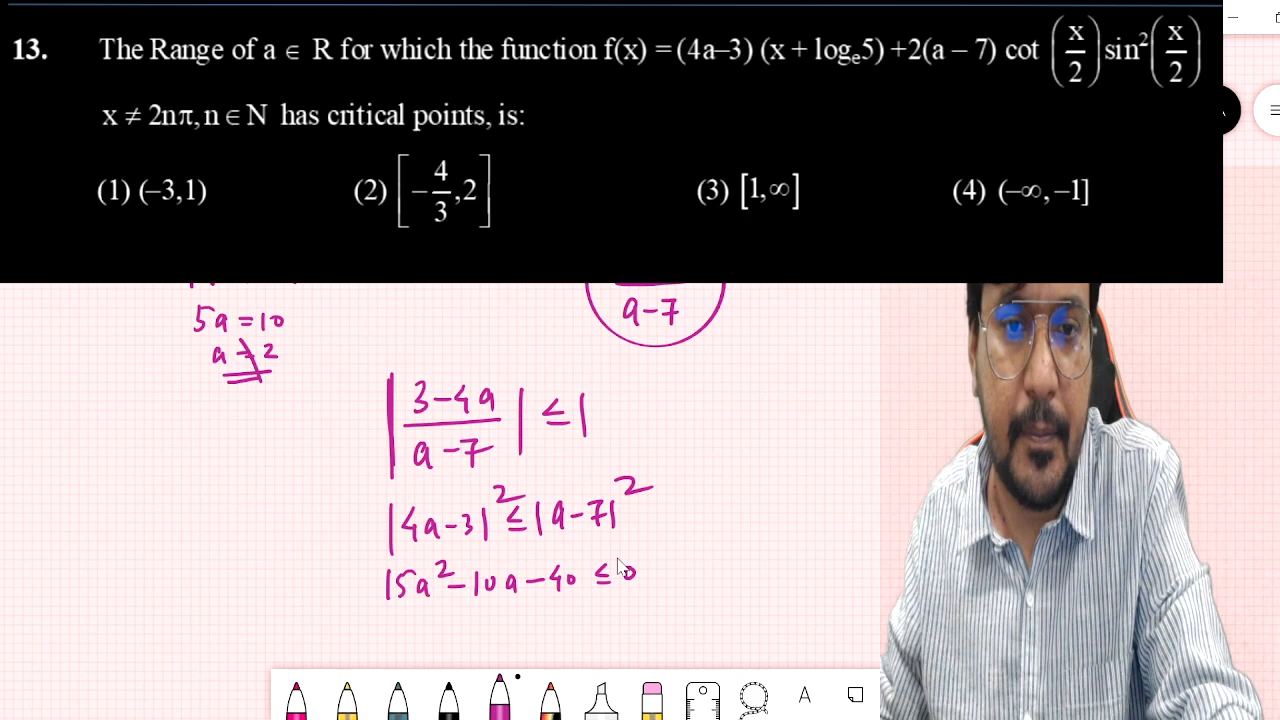 13. The Range of a ∈ R for which the function f(x) = (4a–3) (x + logₑ5) +2(a – 7) cot (x/2) sin² (x/2)
x ≠ 2nπ, n ∈ N has critical points, is:
(1) (–3,1) (2) [–4/3, 2] (3) [1,∞] (4) (–∞, –1]
5a = 10
a = 2
a-7
|3-4a / a-7| ≤ 1
|4a-3|² ≤ |a-7|²
15a² - 10a - 40 ≤ 0
A